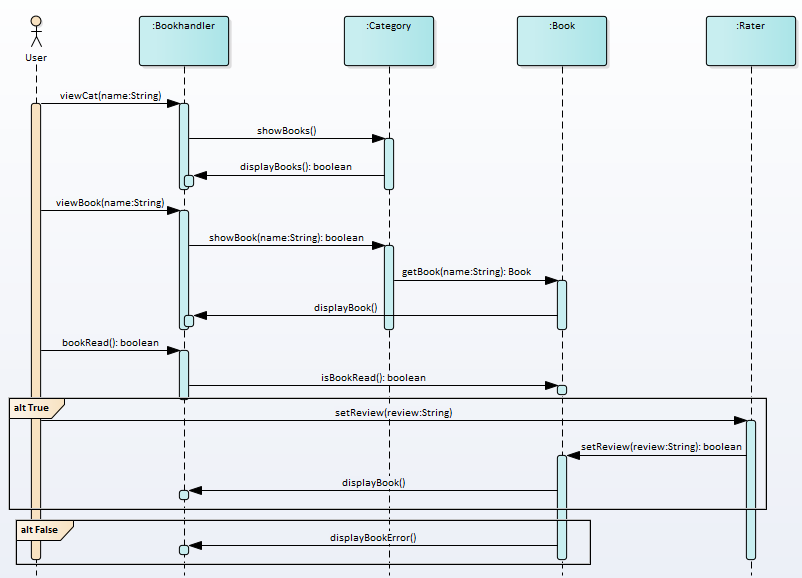 :Bookhandler
:Category
:Book
:Rater
User
viewCat(name:String)
showBooks()
displayBooks(): boolean
viewBook(name:String)
showBook(name:String): boolean
getBook(name:String): Book
displayBook()
bookRead(): boolean
isBookRead(): boolean
alt True
setReview(review:String)
setReview(review:String): boolean
displayBook()
alt False
displayBookError()